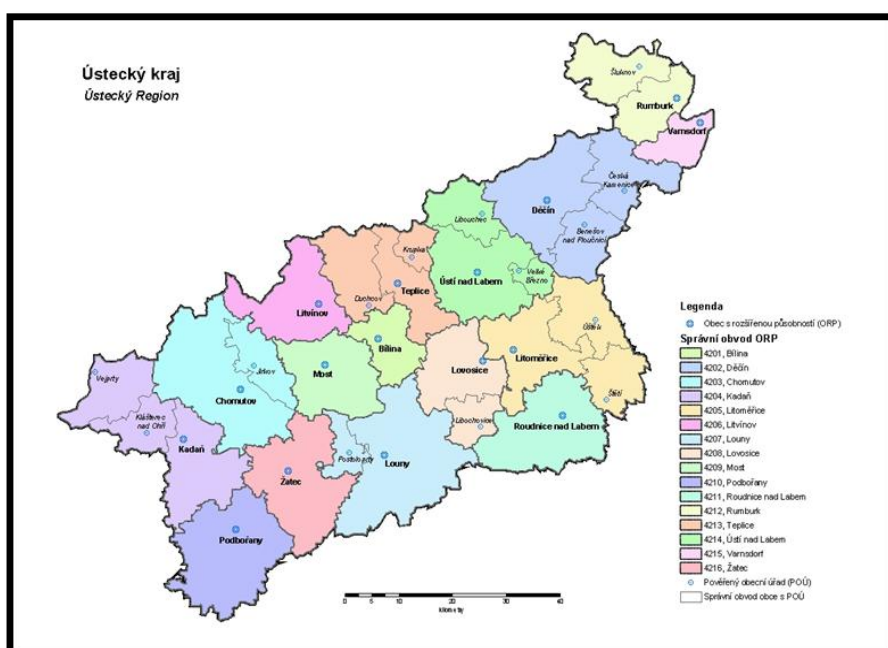 Ústecký kraj
Ústecký Region
Šluknov
Rumburk
Varnsdorf
Česká
Kamenice
Děčín
Benešov
nad Ploučnicí
Libouchec
Krupka
Ústí nad Labem
Velké
Březno
Teplice
Duchcov
Litvínov
Bílina
Most
Lovosice
Litoměřice
Úštěk
Štětí
Vejprty
Jirkov
Chomutov
Klášterec
nad Ohří
Kadaň
Libochovice
Roudnice nad Labem
Postoloprty
Louny
Žatec
Podbořany
Legenda
Obec s rozšířenou působností (ORP)
Správní obvod ORP
4201, Bílina
4202, Děčín
4203, Chomutov
4204, Kadaň
4205, Litoměřice
4206, Litvínov
4207, Louny
4208, Lovosice
4209, Most
4210, Podbořany
4211, Roudnice nad Labem
4212, Rumburk
4213, Teplice
4214, Ústí nad Labem
4215, Varnsdorf
4216, Žatec
Pověřený obecní úřad (POÚ)
Správní obvod obce s POÚ
0 5 10 20 30 40
kilometry